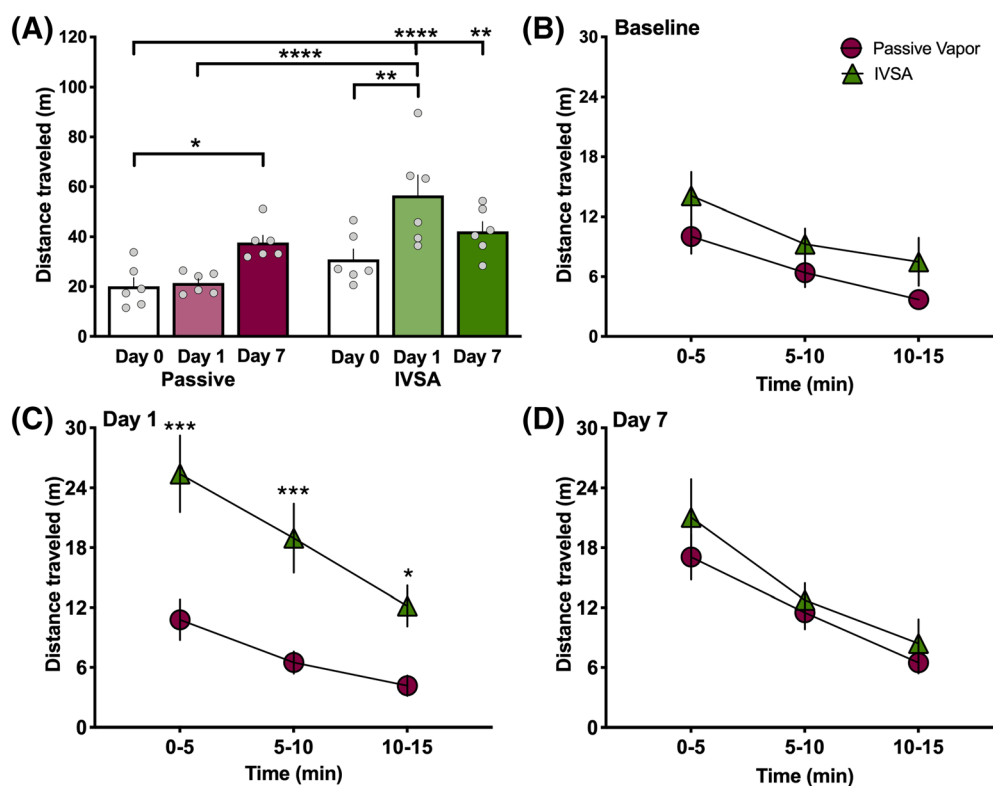 (A)
**** **
****
**
*
Distance traveled (m)
120
100
80
60
40
20
0
Day 0 Day 1 Day 7 Day 0 Day 1 Day 7
Passive IVSA
(B) Baseline
Passive Vapor
IVSA
Distance traveled (m)
30
24
18
12
6
0
0-5 5-10 10-15
Time (min)
(C) Day 1
***
***
*
Distance traveled (m)
30
24
18
12
6
0
0-5 5-10 10-15
Time (min)
(D) Day 7
Distance traveled (m)
30
24
18
12
6
0
0-5 5-10 10-15
Time (min)